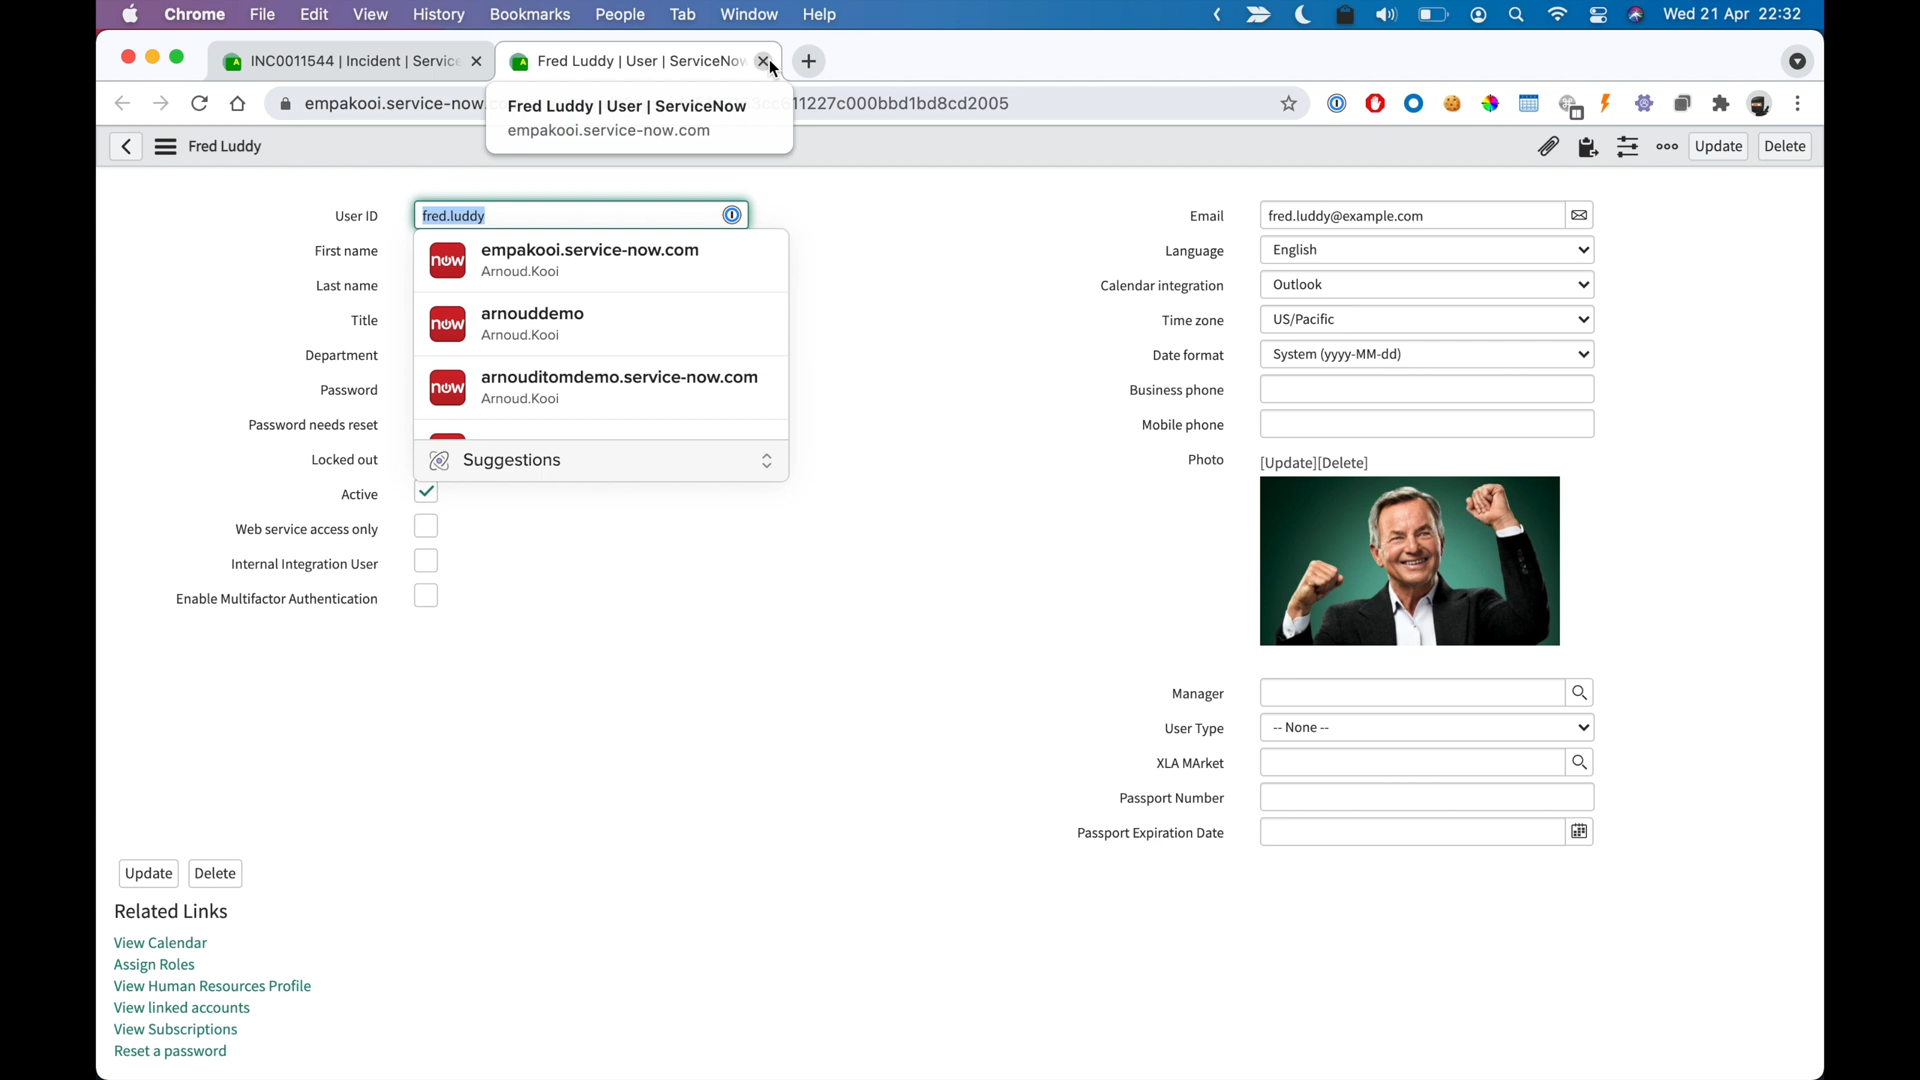 Chrome File Edit View History Bookmarks People Tab Window Help Wed 21 Apr 22:32
INC0011544 | Incident | Service Fred Luddy | User | ServiceNow
empakooi.service-now.c 11227c000bbd1bd8cd2005
Fred Luddy | User | ServiceNow
empakooi.service-now.com
Fred Luddy Update Delete
User ID fred.luddy
First name
Last name
Title
Department
Password
Password needs reset
Locked out
Active
Web service access only
Internal Integration User
Enable Multifactor Authentication
now empakooi.service-now.com
Arnoud.Kooi
now arnouddemo
Arnoud.Kooi
now arnouditomdemo.service-now.com
Arnoud.Kooi
Suggestions
Email fred.luddy@example.com
Language English
Calendar integration Outlook
Time zone US/Pacific
Date format System (yyyy-MM-dd)
Business phone
Mobile phone
Photo [Update][Delete]
Manager
User Type -- None --
XLA MArket
Passport Number
Passport Expiration Date
Update Delete
Related Links
View Calendar
Assign Roles
View Human Resources Profile
View linked accounts
View Subscriptions
Reset a password